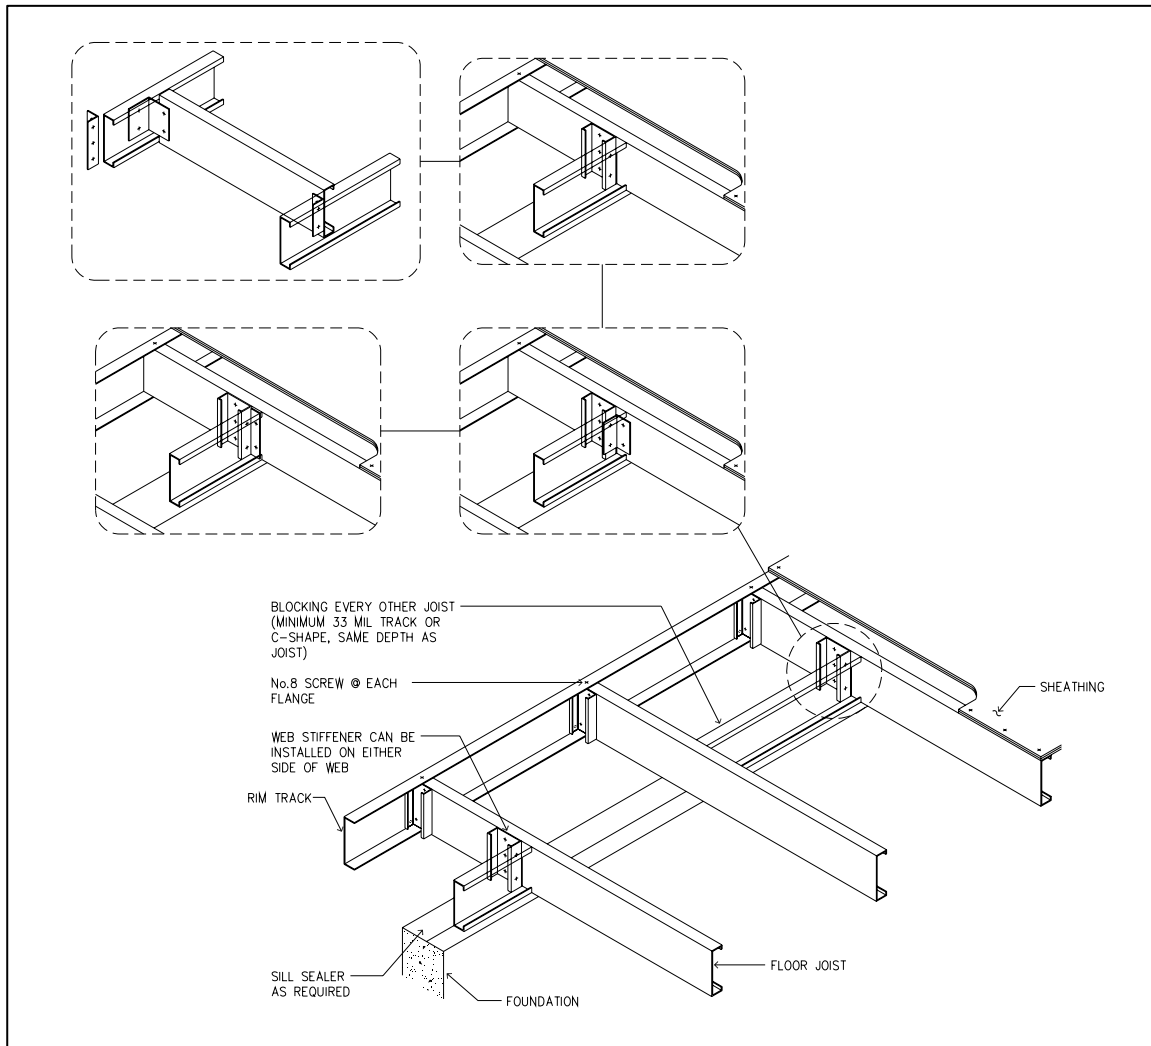 BLOCKING EVERY OTHER JOIST
(MINIMUM 33 MIL TRACK OR
C-SHAPE, SAME DEPTH AS
JOIST)
No.8 SCREW @ EACH
FLANGE
SHEATHING
WEB STIFFENER CAN BE
INSTALLED ON EITHER
SIDE OF WEB
RIM TRACK
FLOOR JOIST
SILL SEALER
AS REQUIRED
FOUNDATION